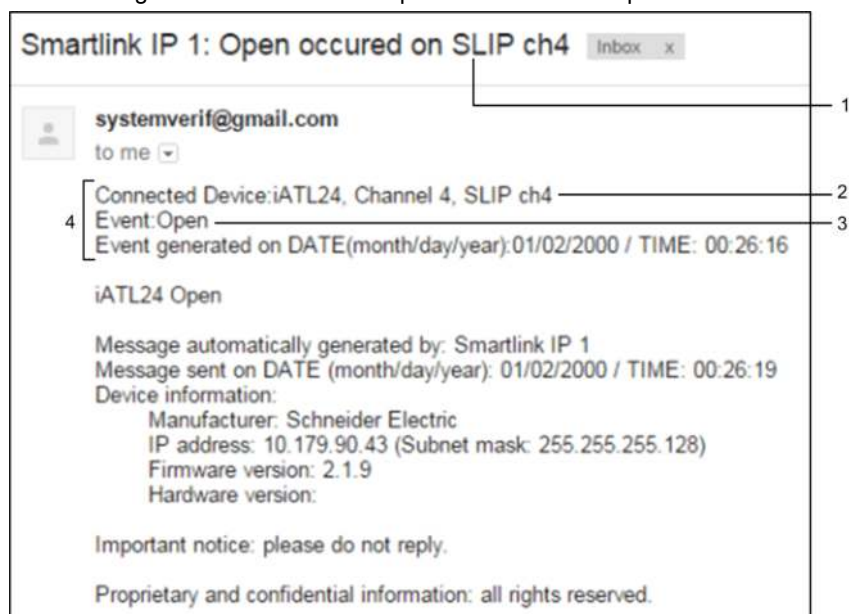 Smartlink IP 1: Open occured on SLIP ch4 Inbox x
1
systemverif@gmail.com
to me
Connected Device:iATL24, Channel 4, SLIP ch4 2
4 Event:Open 3
Event generated on DATE(month/day/year):01/02/2000 / TIME: 00:26:16
iATL24 Open
Message automatically generated by: Smartlink IP 1
Message sent on DATE (month/day/year): 01/02/2000 / TIME: 00:26:19
Device information:
Manufacturer: Schneider Electric
IP address: 10.179.90.43 (Subnet mask: 255.255.255.128)
Firmware version: 2.1.9
Hardware version:
Important notice: please do not reply.
Proprietary and confidential information: all rights reserved.